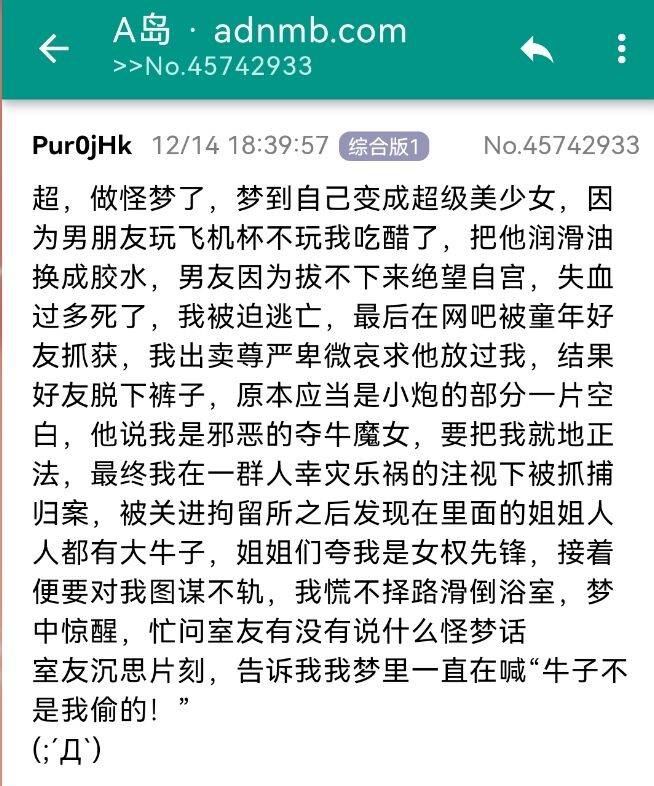 A岛 · adnmb.com
>>No.45742933
Pur0jHk 12/14 18:39:57 综合版1 No.45742933
超，做怪梦了，梦到自己变成超级美少女，因
为男朋友玩飞机杯不玩我吃醋了，把他润滑油
换成胶水，男友因为拔不下来绝望自宫，失血
过多死了，我被迫逃亡，最后在网吧被童年好
友抓获，我出卖尊严卑微哀求他放过我，结果
好友脱下裤子，原本应当是小炮的部分一片空
白，他说我是邪恶的夺牛魔女，要把我就地正
法，最终我在一群人幸灾乐祸的注视下被抓捕
归案，被关进拘留所之后发现在里面的姐姐人
人都有大牛子，姐姐们夸我是女权先锋，接着
便要对我图谋不轨，我慌不择路滑倒浴室，梦
中惊醒，忙问室友有没有说什么怪梦话
室友沉思片刻，告诉我我梦里一直在喊“牛子不
是我偷的！”
(;´Д`)